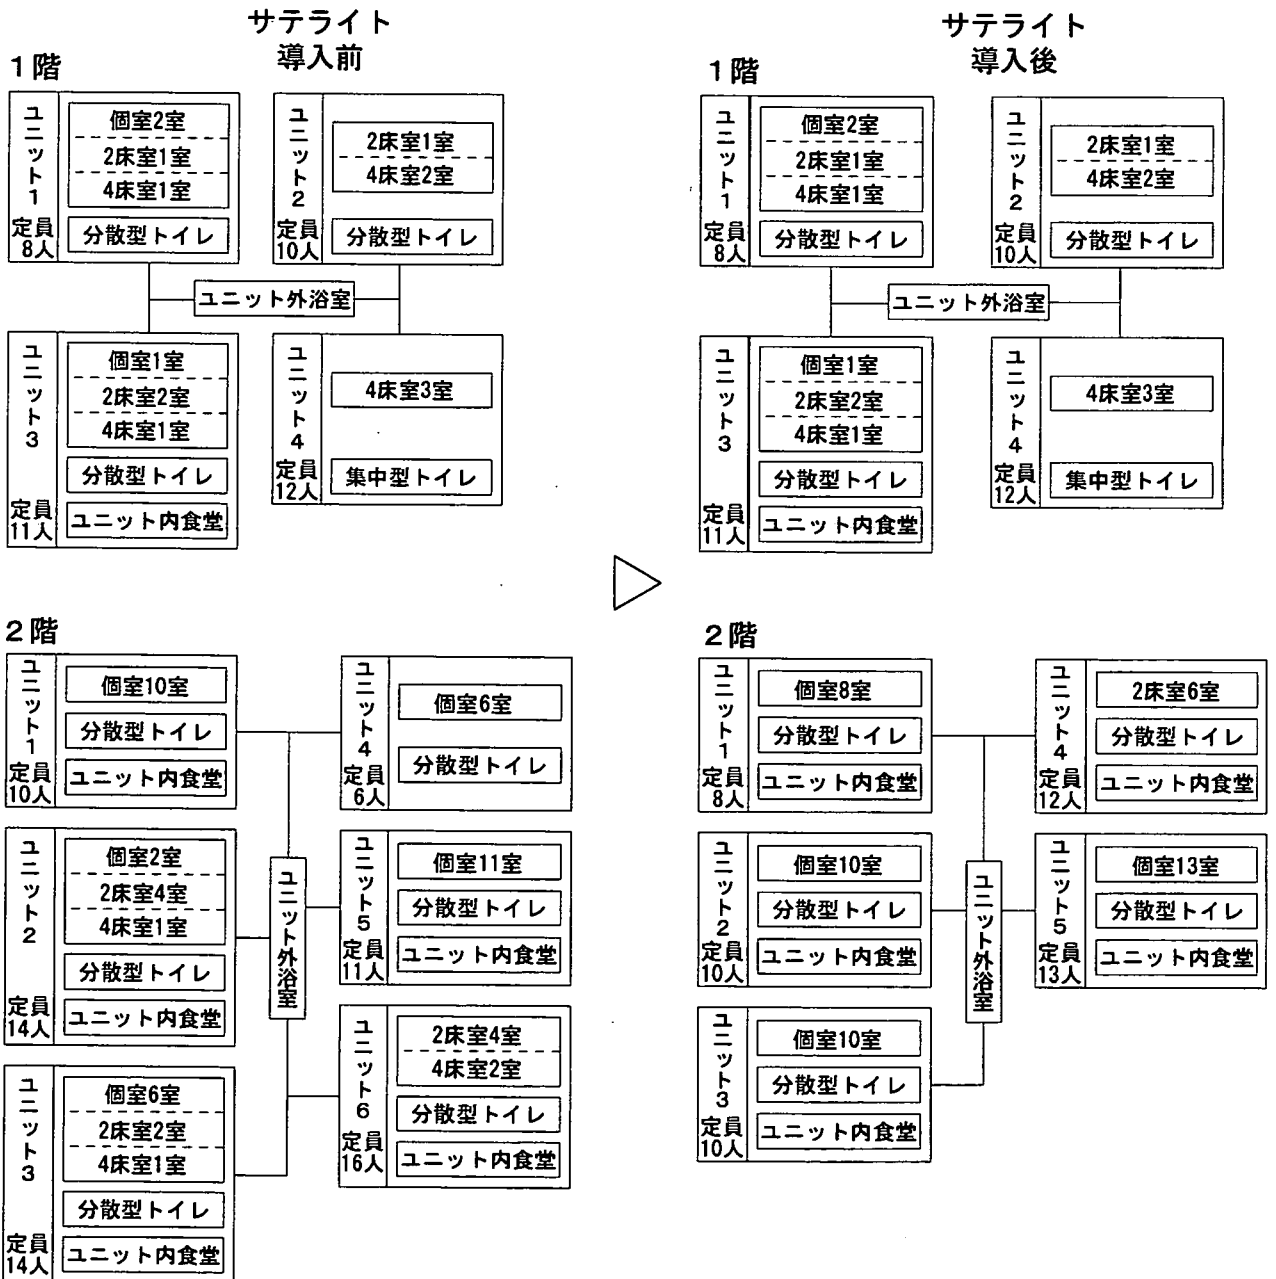 サテライト
導入前
1階
ユニット1
定員
8人
個室2室
2床室1室
4床室1室
分散型トイレ
ユニット2
定員
10人
2床室1室
4床室2室
分散型トイレ
ユニット外浴室
ユニット3
定員
11人
個室1室
2床室2室
4床室1室
分散型トイレ
ユニット内食堂
ユニット4
定員
12人
4床室3室
集中型トイレ
2階
ユニット1
定員
10人
個室10室
分散型トイレ
ユニット内食堂
ユニット2
定員
14人
個室2室
2床室4室
4床室1室
分散型トイレ
ユニット内食堂
ユニット3
定員
14人
個室6室
2床室2室
4床室1室
分散型トイレ
ユニット内食堂
ユニット外浴室
ユニット4
定員
6人
個室6室
分散型トイレ
ユニット5
定員
11人
個室11室
分散型トイレ
ユニット内食堂
ユニット6
定員
16人
2床室4室
4床室2室
分散型トイレ
ユニット内食堂
サテライト
導入後
1階
ユニット1
定員
8人
個室2室
2床室1室
4床室1室
分散型トイレ
ユニット2
定員
10人
2床室1室
4床室2室
分散型トイレ
ユニット外浴室
ユニット3
定員
11人
個室1室
2床室2室
4床室1室
分散型トイレ
ユニット内食堂
ユニット4
定員
12人
4床室3室
集中型トイレ
2階
ユニット1
定員
8人
個室8室
分散型トイレ
ユニット内食堂
ユニット2
定員
10人
個室10室
分散型トイレ
ユニット内食堂
ユニット3
定員
10人
個室10室
分散型トイレ
ユニット内食堂
ユニット外浴室
ユニット4
定員
12人
2床室6室
分散型トイレ
ユニット内食堂
ユニット5
定員
13人
個室13室
分散型トイレ
ユニット内食堂